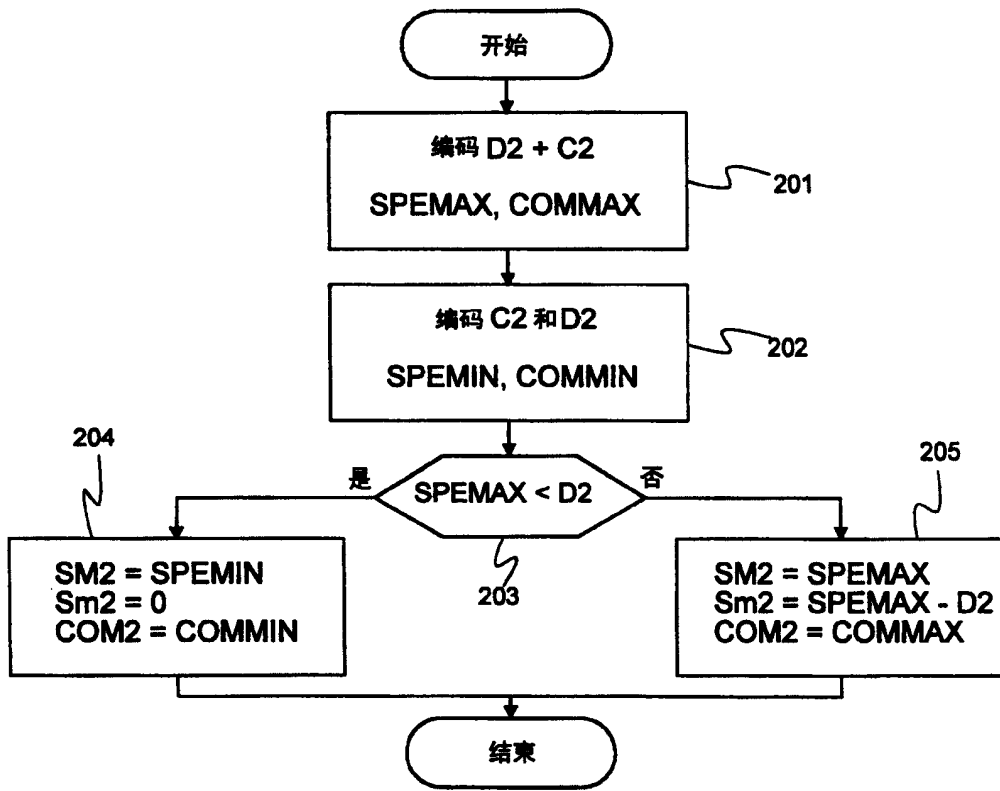 开始
编码 D2 + C2
SPEMAX, COMMAX
201
编码 C2 和 D2
SPEMIN, COMMIN
202
204
是
SPEMAX < D2
否
205
203
SM2 = SPEMIN
Sm2 = 0
COM2 = COMMIN
SM2 = SPEMAX
Sm2 = SPEMAX - D2
COM2 = COMMAX
结束